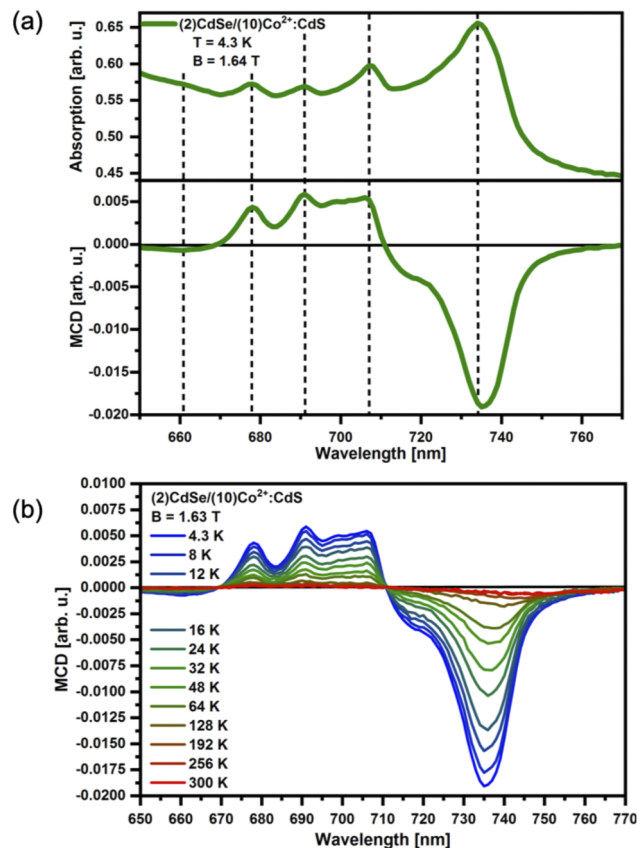 (a)
(2)CdSe/(10)Co²⁺:CdS
T = 4.3 K
B = 1.64 T
Absorption [arb. u.]
0.65
0.60
0.55
0.50
0.45
MCD [arb. u.]
0.005
0.000
-0.005
-0.010
-0.015
-0.020
660 680 700 720 740 760
Wavelength [nm]
(b)
(2)CdSe/(10)Co²⁺:CdS
B = 1.63 T
4.3 K
8 K
12 K
16 K
24 K
32 K
48 K
64 K
128 K
192 K
256 K
300 K
MCD [arb. u.]
0.0100
0.0075
0.0050
0.0025
0.0000
-0.0025
-0.0050
-0.0075
-0.0100
-0.0125
-0.0150
-0.0175
-0.0200
650 660 670 680 690 700 710 720 730 740 750 760 770
Wavelength [nm]